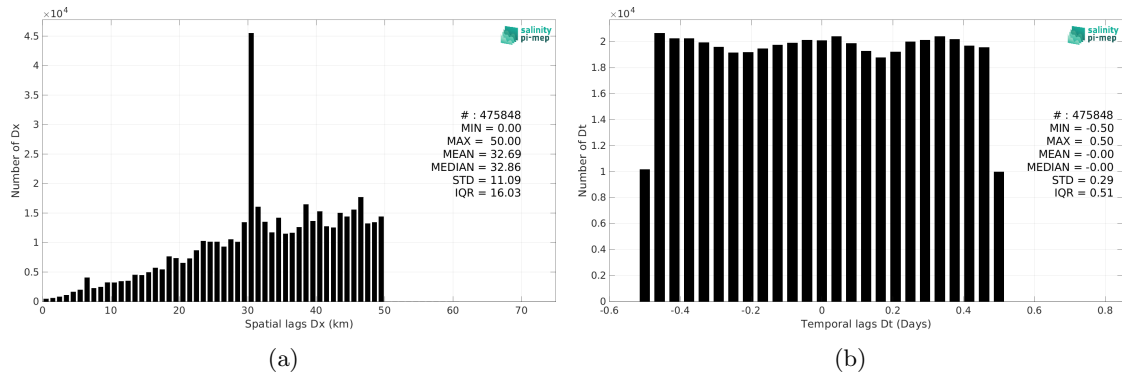 ×10⁴
4.5
4
3.5
3
2.5
2
1.5
1
0.5
0
Number of Dx
salinity
pi-mep
# : 475848
MIN = 0.00
MAX = 50.00
MEAN = 32.69
MEDIAN = 32.86
STD = 11.09
IQR = 16.03
0 10 20 30 40 50 60 70
Spatial lags Dx (km)
(a)
×10⁴
2
1.8
1.6
1.4
1.2
1
0.8
0.6
0.4
0.2
0
Number of Dt
salinity
pi-mep
# : 475848
MIN = -0.50
MAX = 0.50
MEAN = -0.00
MEDIAN = -0.00
STD = 0.29
IQR = 0.51
-0.6 -0.4 -0.2 0 0.2 0.4 0.6 0.8
Temporal lags Dt (Days)
(b)